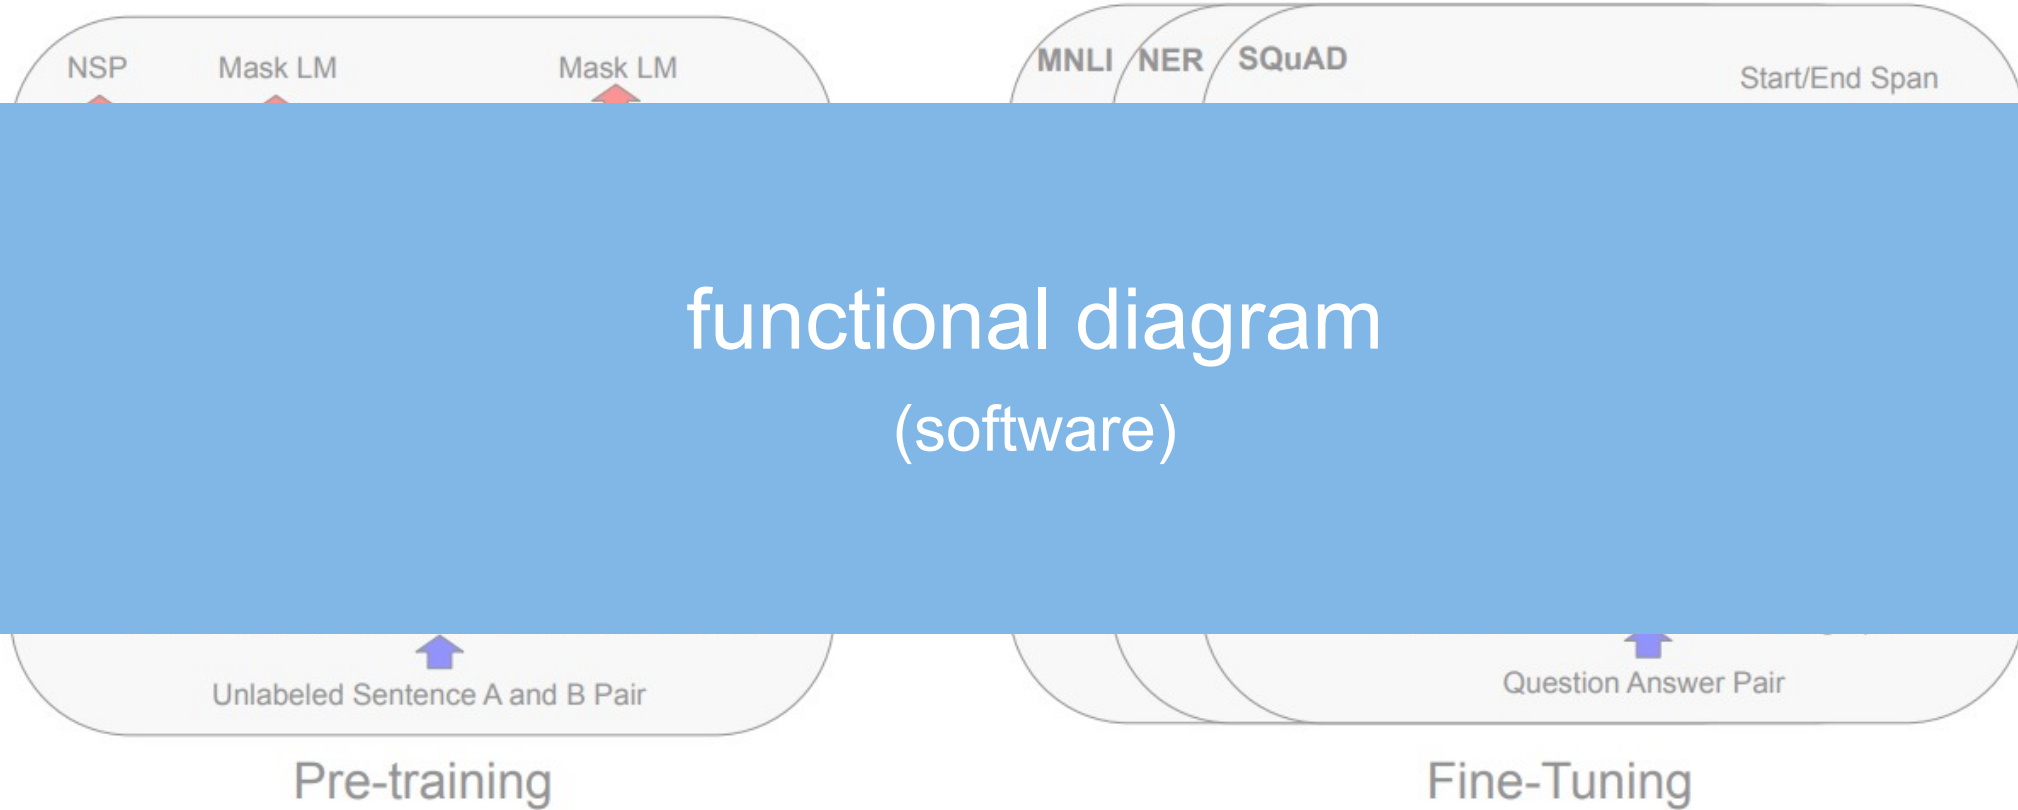 NSP Mask LM Mask LM
MNLI NER SQuAD
Start/End Span
functional diagram
(software)
Unlabeled Sentence A and B Pair
Question Answer Pair
Pre-training
Fine-Tuning